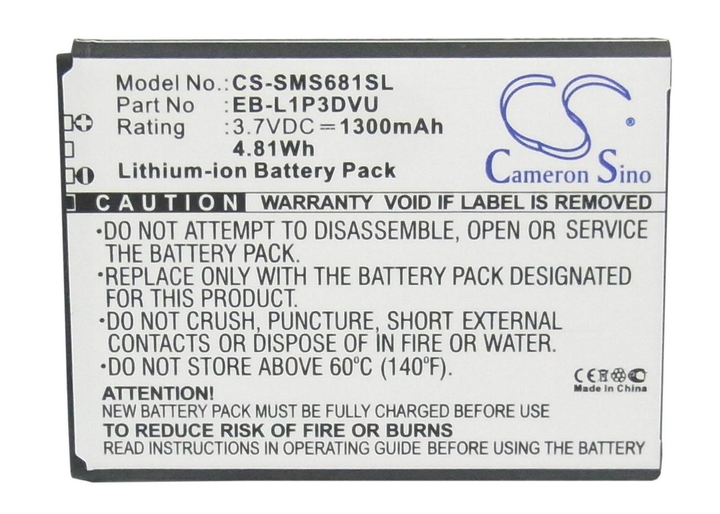 Model No.: CS-SMS681SL
EB-L1P3DVU
Rating : 3.7VDC ⎓ 1300mAh
4.81Wh
Lithium-ion Battery Pack
CS
®
Cameron Sino
CAUTION WARRANTY VOID IF LABEL IS REMOVED
•DO NOT ATTEMPT TO DISASSEMBLE, OPEN OR SERVICE
THE BATTERY PACK.
•REPLACE ONLY WITH THE BATTERY PACK DESIGNATED
FOR THIS PRODUCT.
•DO NOT CRUSH, PUNCTURE, SHORT EXTERNAL
CONTACTS OR DISPOSE IN FIRE OR WATER.
•DO NOT STORE ABOVE 60°C (140°F).
CE
Made In China
ATTENTION!
NEW BATTERY PACK MUST BE FULLY CHARGED BEFORE USE
TO REDUCE RISK OF FIRE OR BURNS
READ INSTRUCTIONS IN OPERATING GUIDE BEFORE USING THE BATTERY